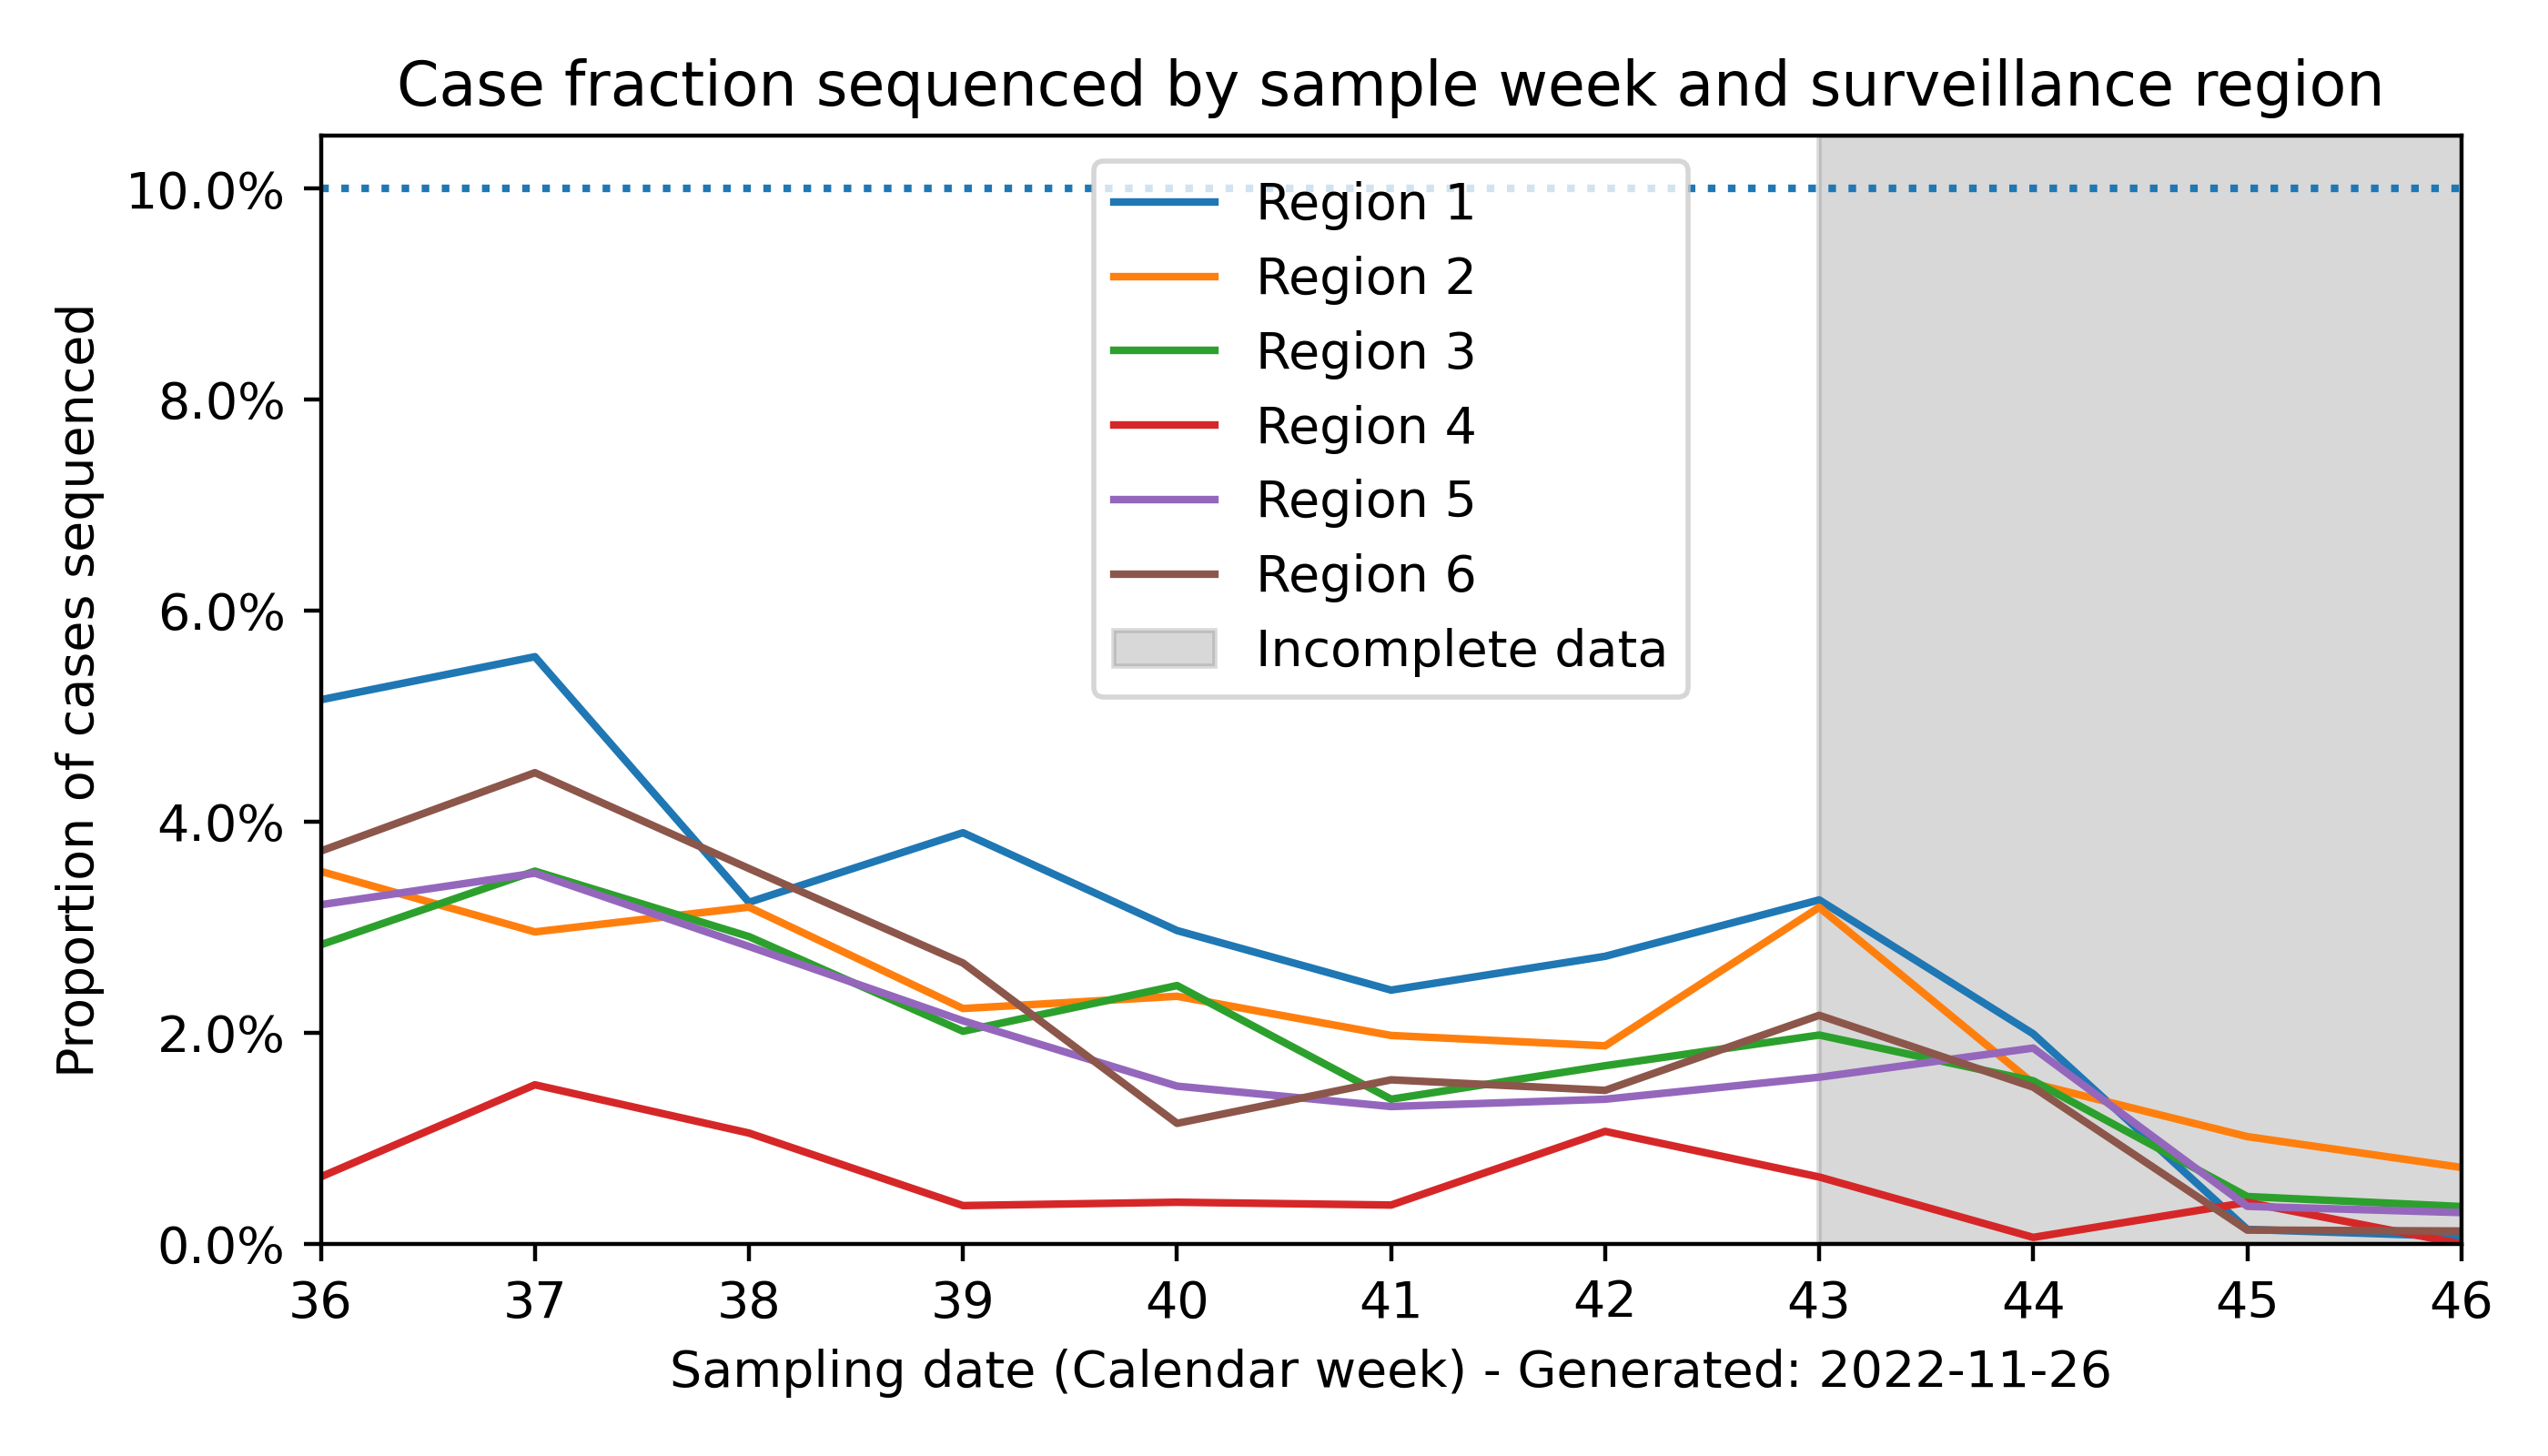 Case fraction sequenced by sample week and surveillance region
Proportion of cases sequenced
10.0%
8.0%
6.0%
4.0%
2.0%
0.0%
Region 1
Region 2
Region 3
Region 4
Region 5
Region 6
Incomplete data
36 37 38 39 40 41 42 43 44 45 46
Sampling date (Calendar week) - Generated: 2022-11-26